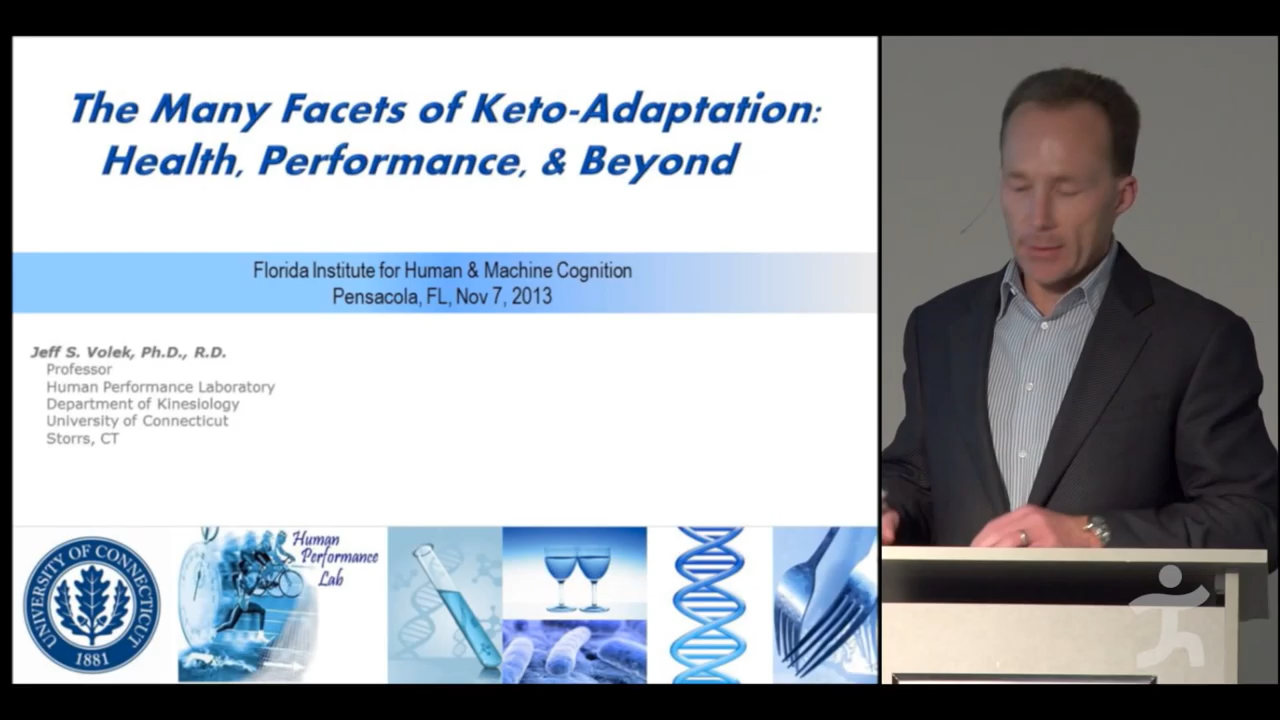 The Many Facets of Keto-Adaptation:
Health, Performance, & Beyond
Florida Institute for Human & Machine Cognition
Pensacola, FL, Nov 7, 2013
Jeff S. Volek, Ph.D., R.D.
Professor
Human Performance Laboratory
Department of Kinesiology
University of Connecticut
Storrs, CT
UNIVERSITY OF CONNECTICUT
1881
Human
Performance
Lab